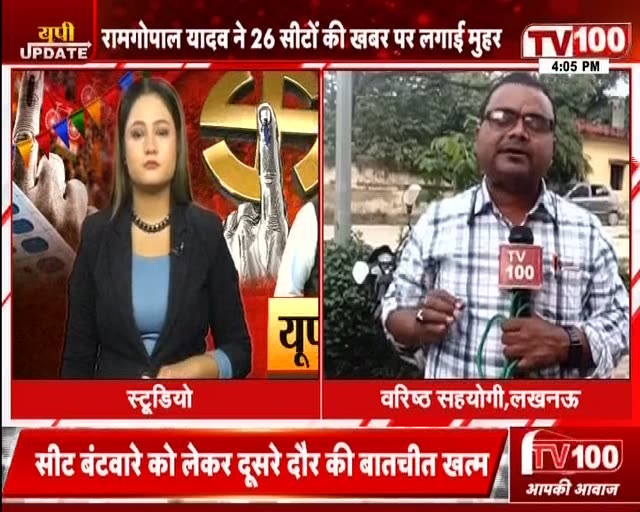 यूपी
UPDATE
रामगोपाल यादव ने 26 सीटों की खबर पर लगाई मुहर
TV100
4:05 PM
TV
100
यूपी
स्टूडियो
वरिष्ठ सहयोगी,लखनऊ
सीट बंटवारे को लेकर दूसरे दौर की बातचीत खत्म
TV100
आपकी आवाज